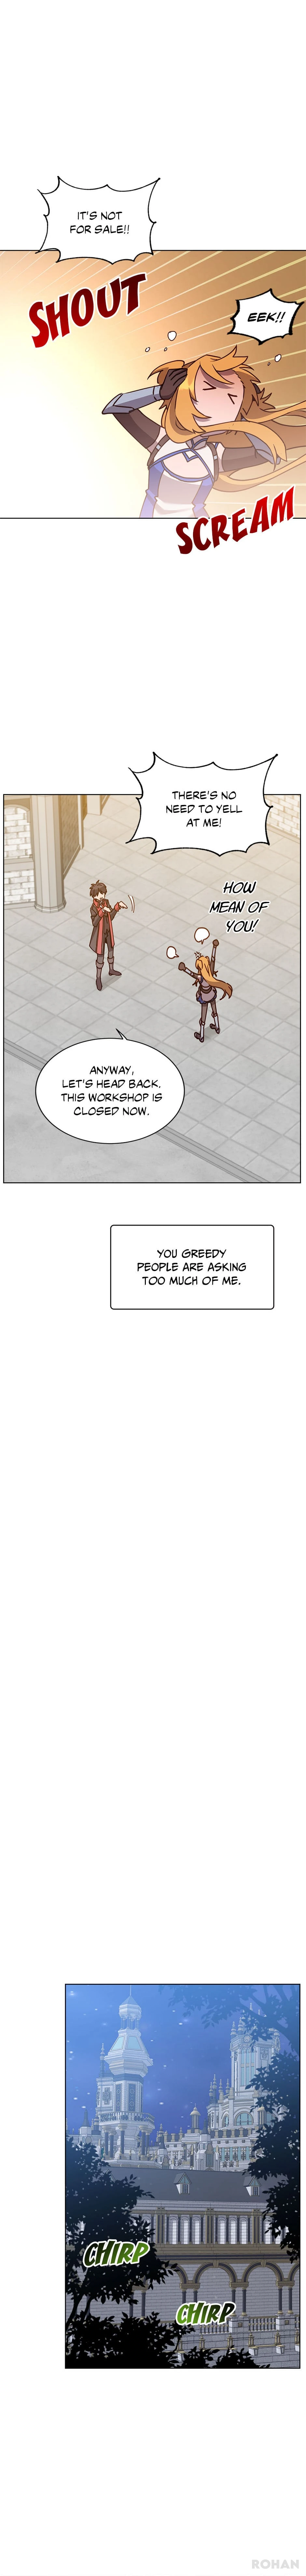 IT'S NOT
FOR SALE!!
SHOUT
EEK!!
SCREAM
THERE'S NO
NEED TO YELL
AT ME!
HOW
MEAN OF
YOU!
ANYWAY,
LET'S HEAD BACK.
THIS WORKSHOP IS
CLOSED NOW.
YOU GREEDY
PEOPLE ARE ASKING
TOO MUCH OF ME.
CHIRP
CHIRP
ROHAN